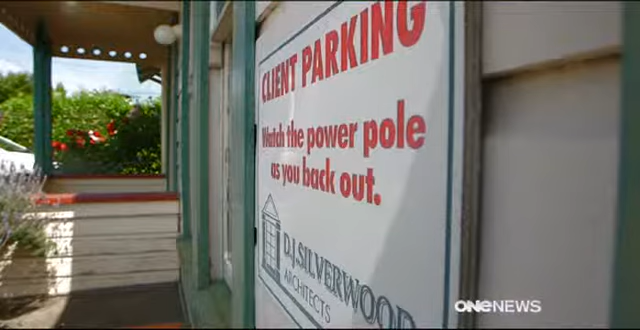 CLIENT PARKING
Watch the power pole
as you back out.
D.J.SILVERWOOD
ARCHITECTS
ONE NEWS